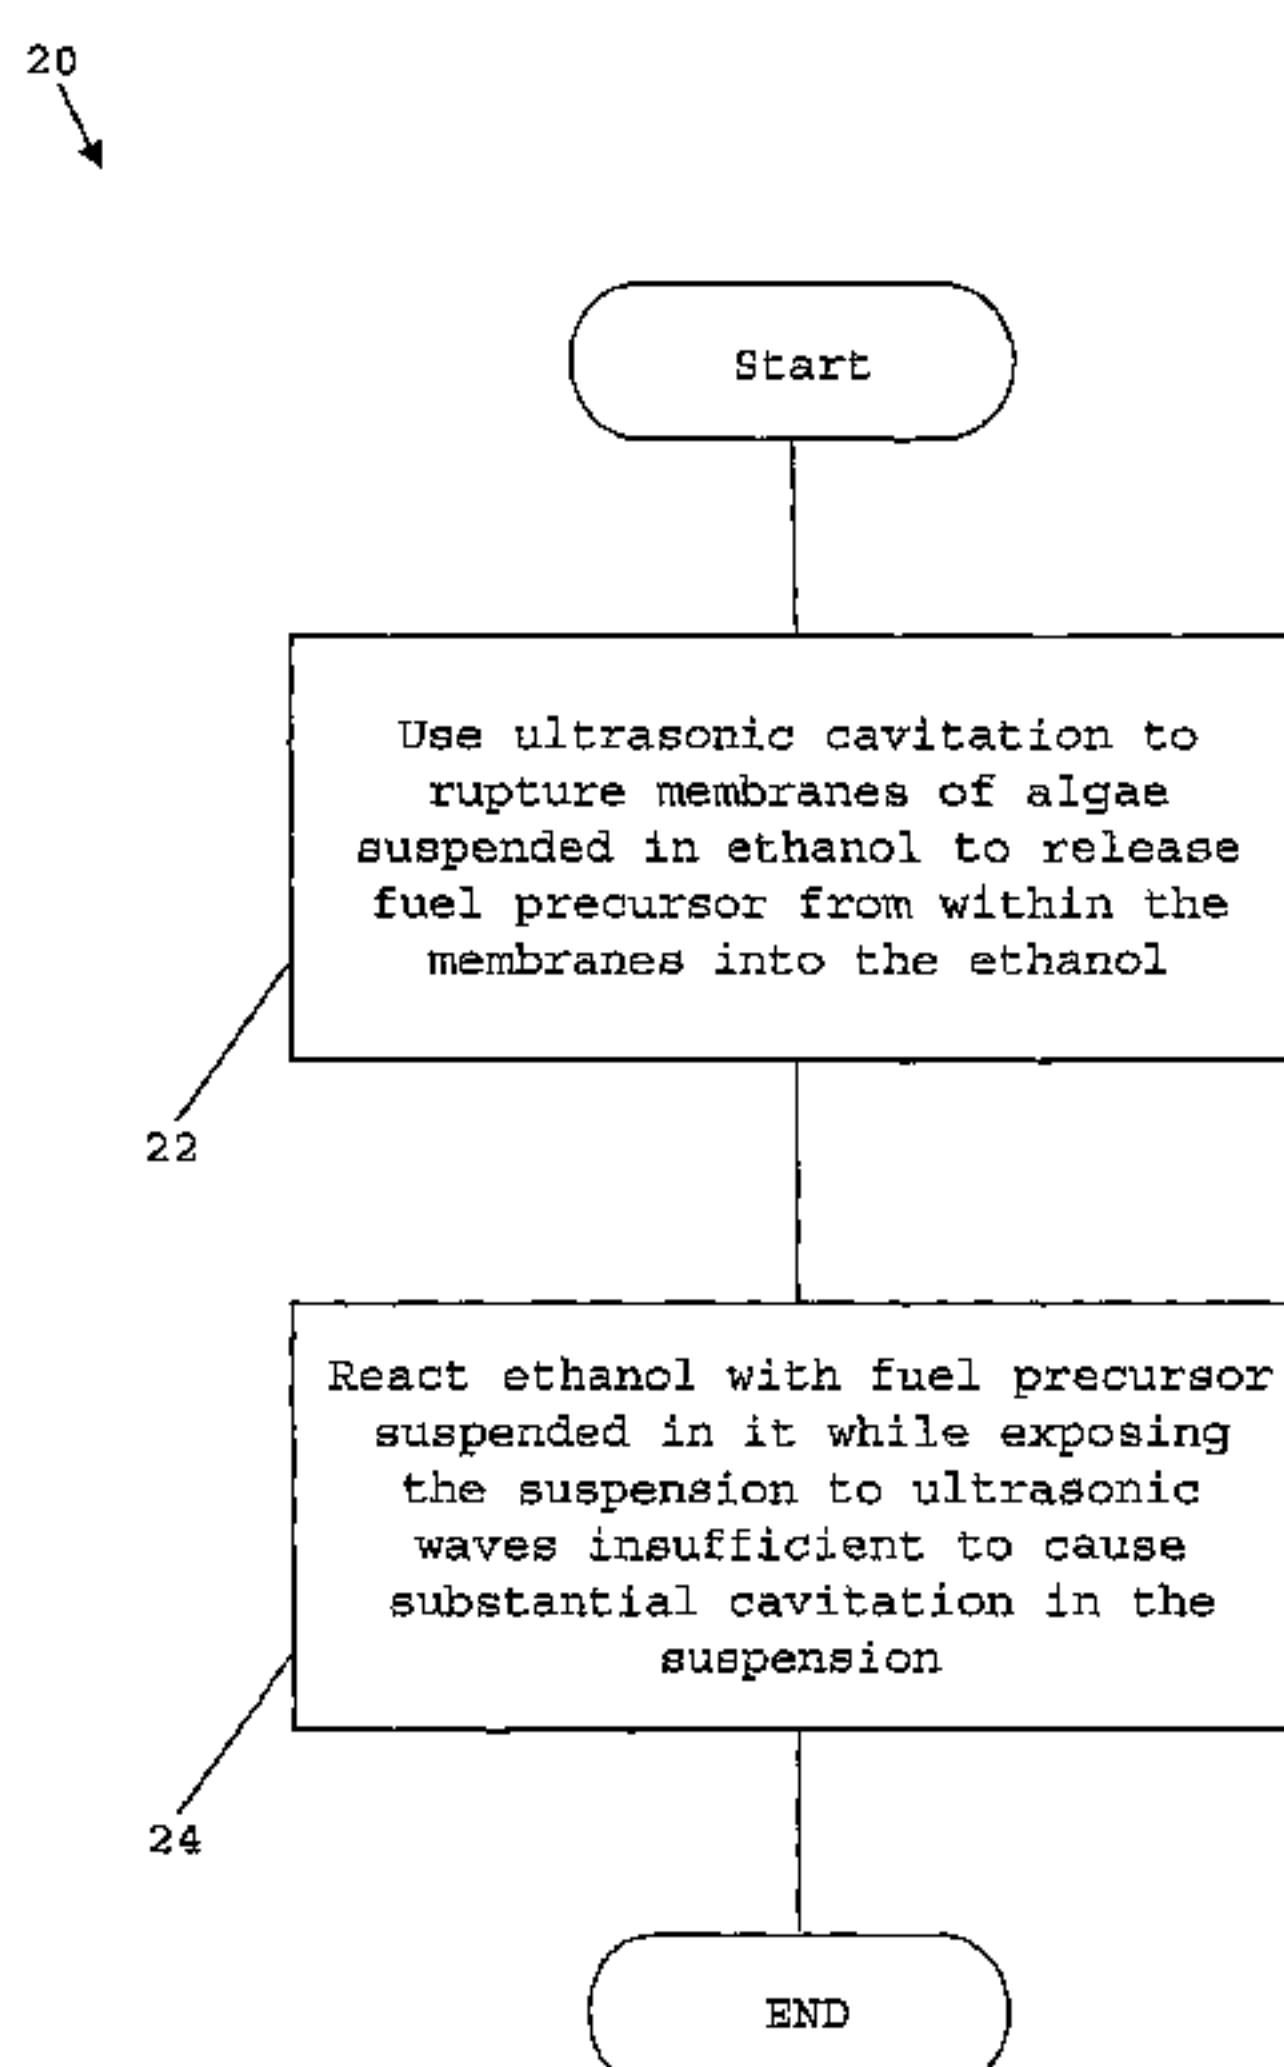 20
Start
Use ultrasonic cavitation to
rupture membranes of algae
suspended in ethanol to release
fuel precursor from within the
membranes into the ethanol
22
React ethanol with fuel precursor
suspended in it while exposing
the suspension to ultrasonic
waves insufficient to cause
substantial cavitation in the
suspension
24
END